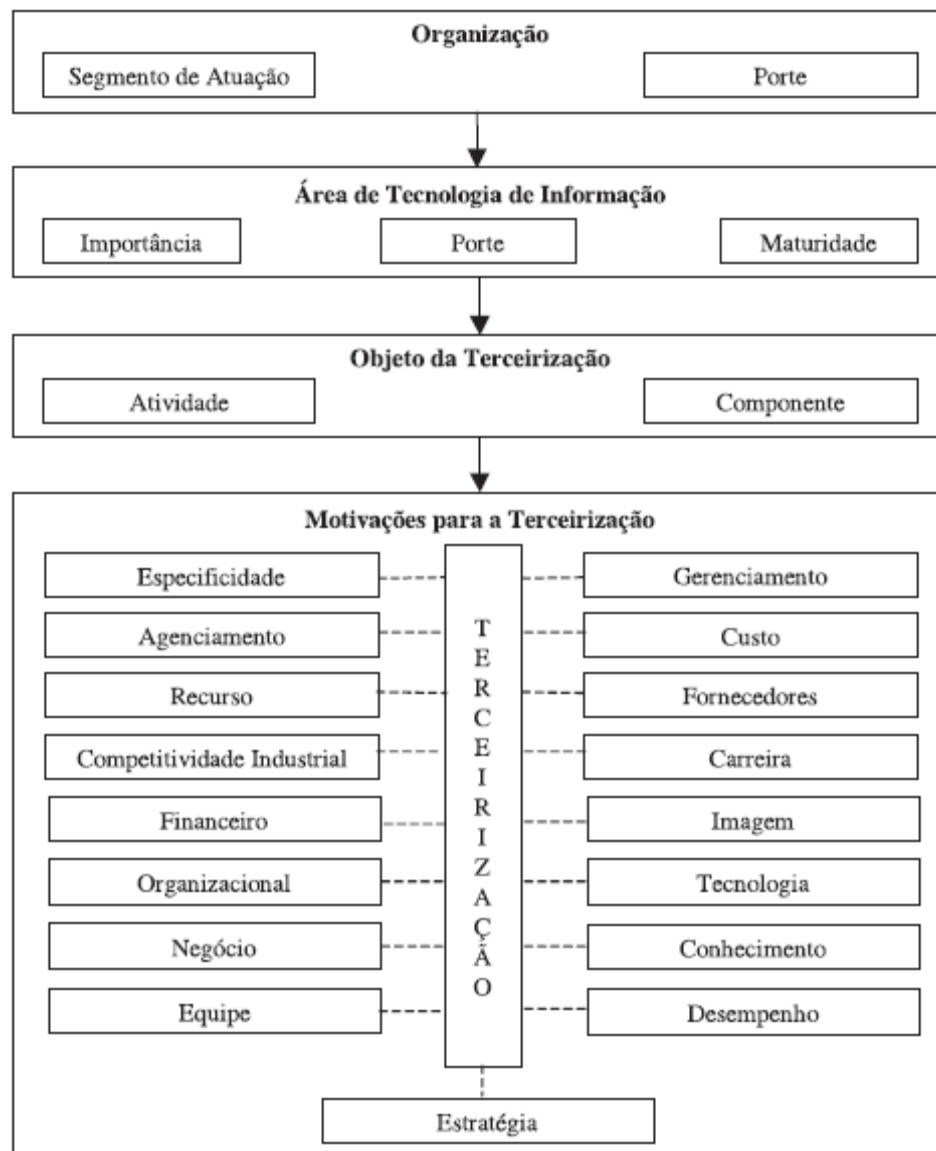 Organização
Segmento de Atuação
Porte
Área de Tecnologia de Informação
Importância
Porte
Maturidade
Objeto da Terceirização
Atividade
Componente
Motivações para a Terceirização
Especificidade
Gerenciamento
Agenciamento
Custo
Recurso
Fornecedores
Competitividade Industrial
Carreira
Financeiro
Imagem
Organizacional
Tecnologia
Negócio
Conhecimento
Equipe
Desempenho
TERCEIRIZAÇÃO
Estratégia